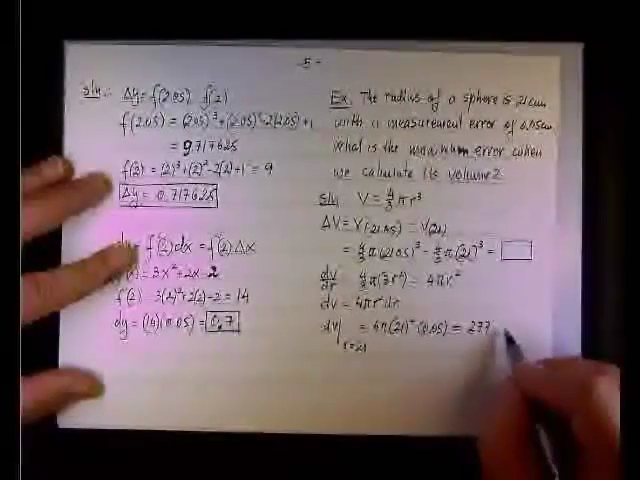 -5-
Sln: Δy = f(2.05) - f(2)
f(2.05) = (2.05)³ + (2.05)² - 2(2.05) + 1
= 9.717625
f(2) = (2)³ + (2)² - 2(2) + 1 = 9
Δy = 0.717625
dy = f'(2) dx = f'(2) Δx
= 3x² + 2x - 2
f'(2) = 3(2)² + 2(2) - 2 = 14
dy = (14)(0.05) = 0.7
Ex. The radius of a sphere is 21cm
with a measurement error of 0.05cm
What is the maximum error when
we calculate its volume?
Sln V = 4/3 πr³
ΔV = V(21.05) - V(21)
= 4/3 π(21.05)³ - 4/3 π(21)³ =
dv/dr = 4/3 π(3r²) = 4πr²
dv = 4πr² dr
dv|r=21 = 4π(21)² (0.05) = 277